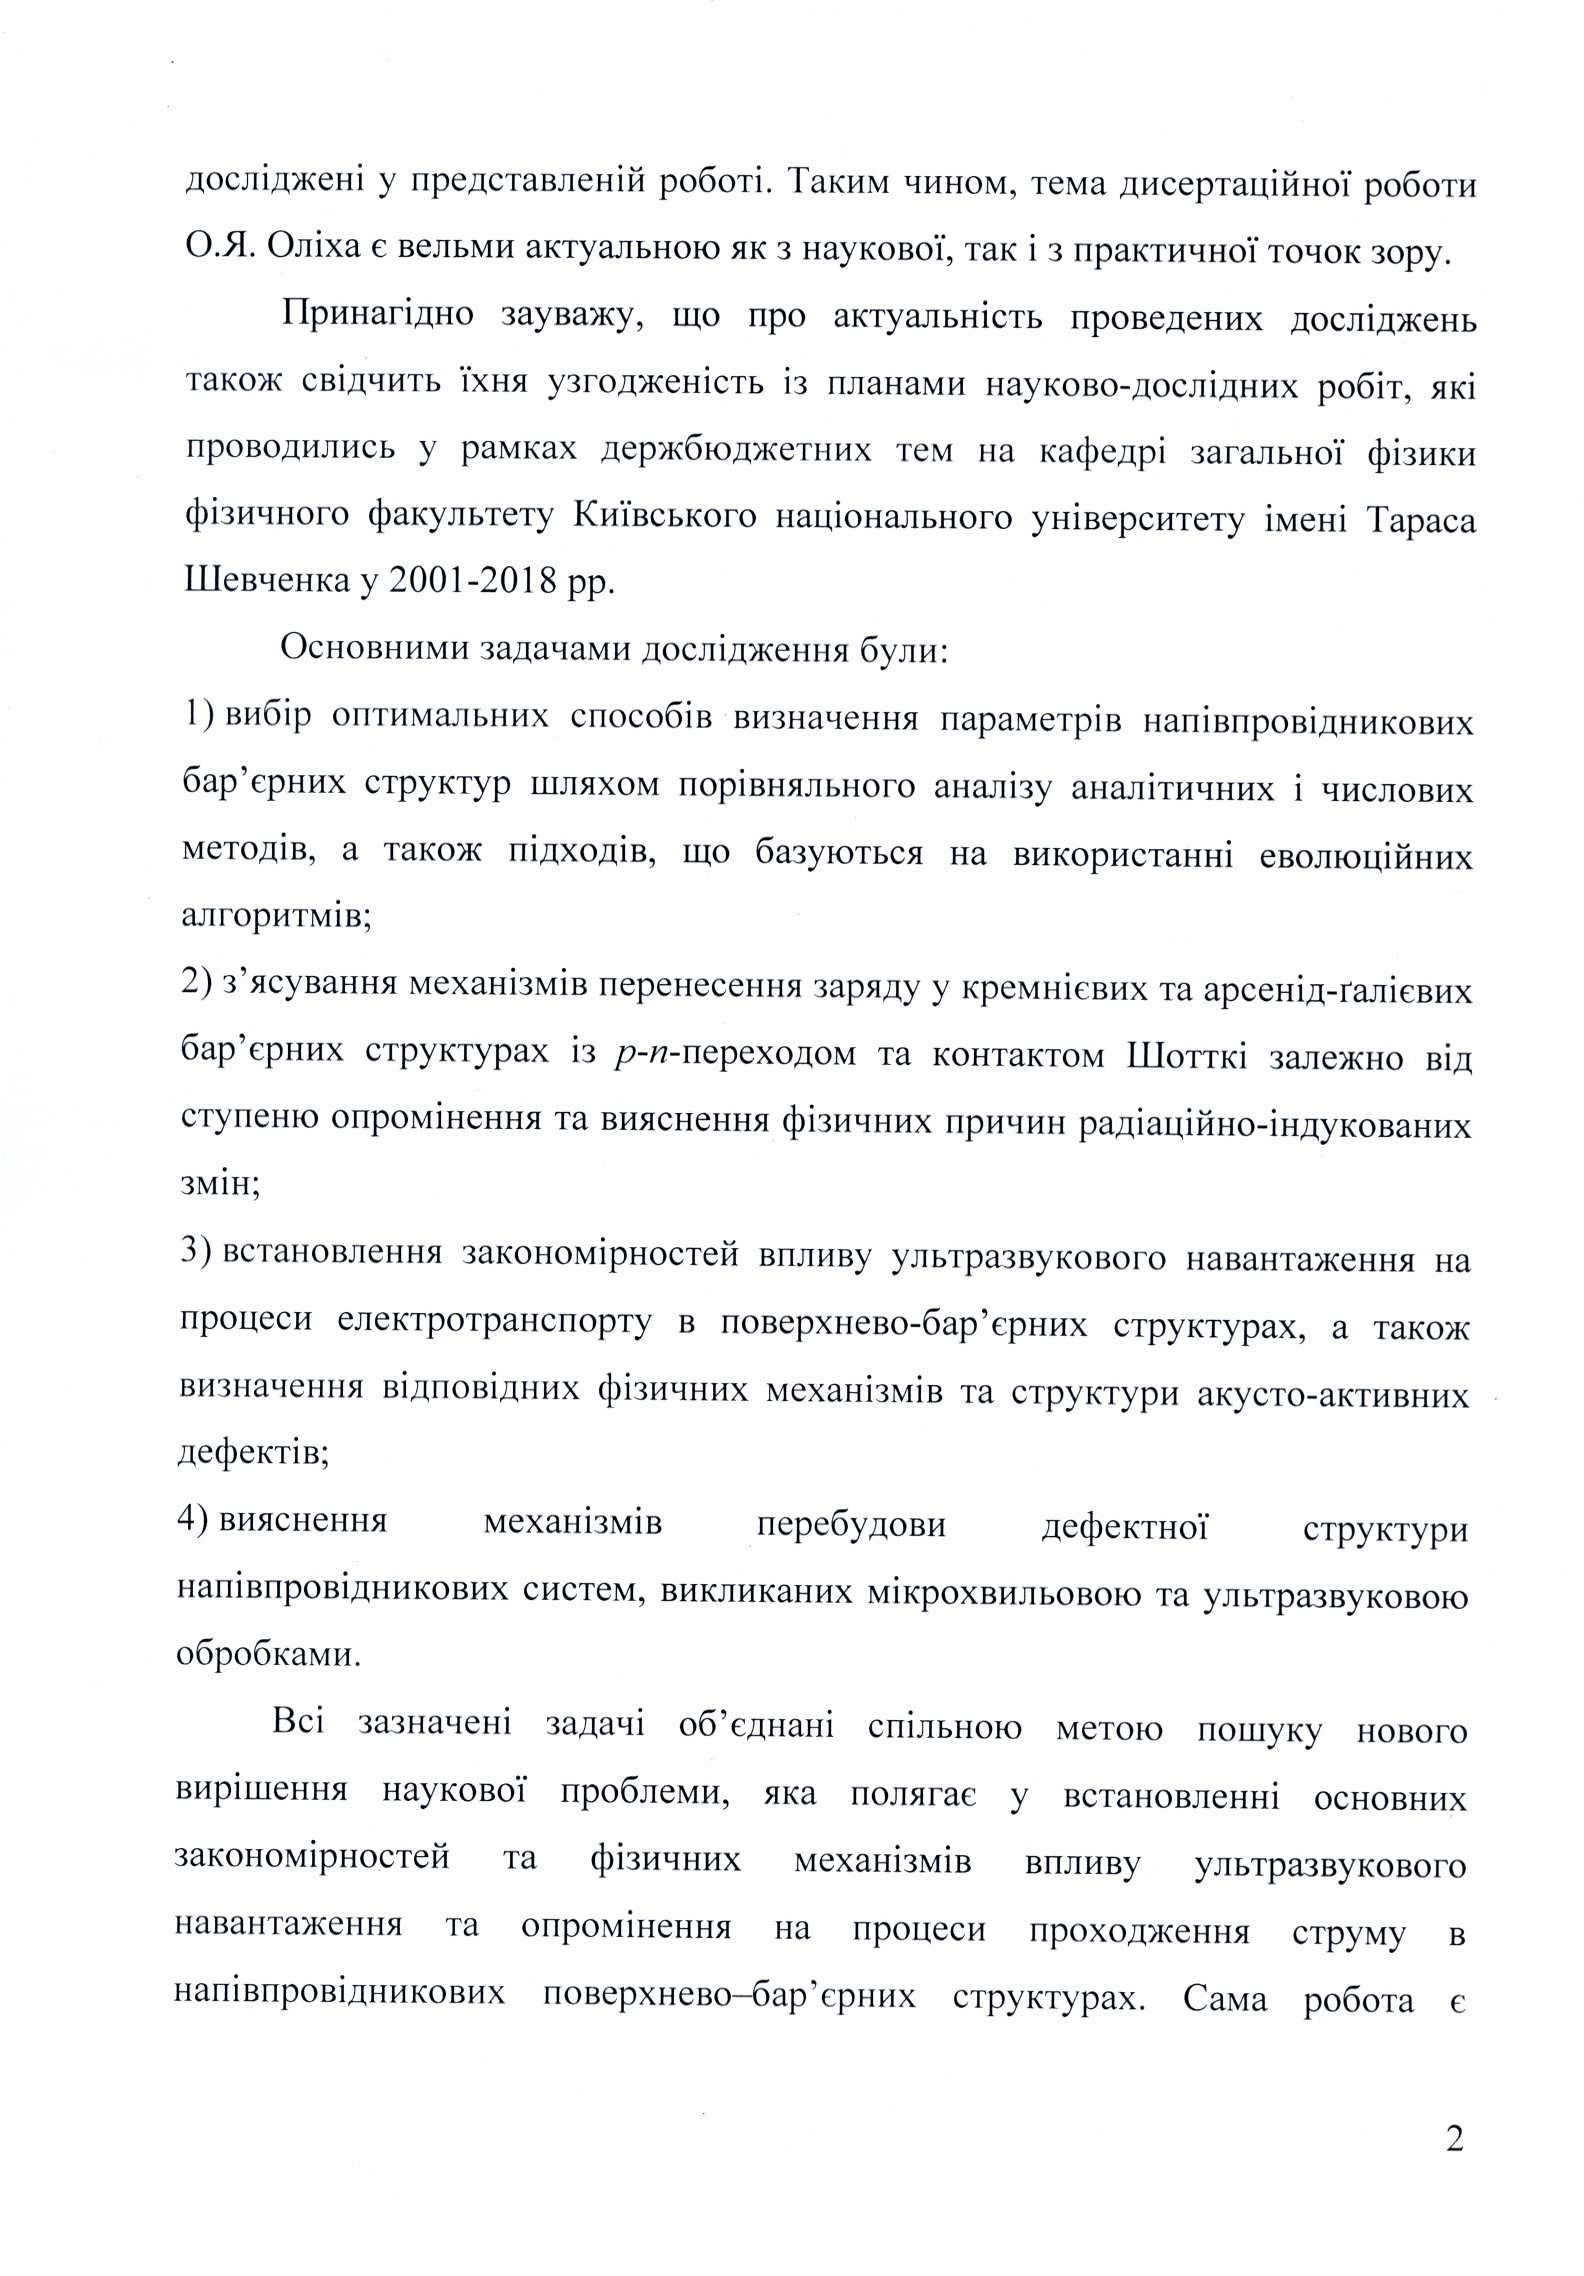 досліджені у представленій роботі. Таким чином, тема дисертаційної роботи
О.Я. Оліха є вельми актуальною як з наукової, так і з практичної точок зору.
Принагідно зауважу, що про актуальність проведених досліджень
також свідчить їхня узгодженість із планами науково-дослідних робіт, які
проводились у рамках держбюджетних тем на кафедрі загальної фізики
фізичного факультету Київського національного університету імені Тараса
Шевченка у 2001-2018 рр.
Основними задачами дослідження були:
1) вибір оптимальних способів визначення параметрів напівпровідникових
бар’єрних структур шляхом порівняльного аналізу аналітичних і числових
методів, а також підходів, що базуються на використанні еволюційних
алгоритмів;
2) з’ясування механізмів перенесення заряду у кремнієвих та арсенід-ґалієвих
бар’єрних структурах із p-n-переходом та контактом Шотткі залежно від
ступеню опромінення та вияснення фізичних причин радіаційно-індукованих
змін;
3) встановлення закономірностей впливу ультразвукового навантаження на
процеси електротранспорту в поверхнево-бар’єрних структурах, а також
визначення відповідних фізичних механізмів та структури акусто-активних
дефектів;
4) вияснення механізмів перебудови дефектної структури
напівпровідникових систем, викликаних мікрохвильовою та ультразвуковою
обробками.
Всі зазначені задачі об’єднані спільною метою пошуку нового
вирішення наукової проблеми, яка полягає у встановленні основних
закономірностей та фізичних механізмів впливу ультразвукового
навантаження та опромінення на процеси проходження струму в
напівпровідникових поверхнево–бар’єрних структурах. Сама робота є
2